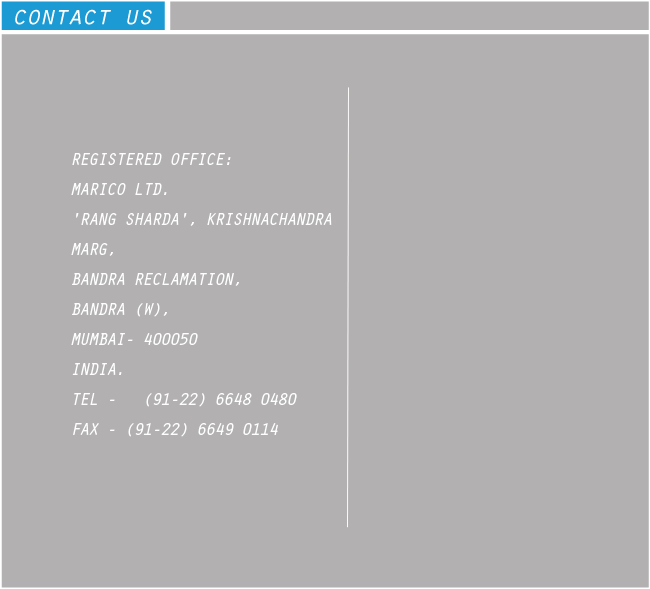 CONTACT US
REGISTERED OFFICE:
MARICO LTD.
'RANG SHARDA', KRISHNACHANDRA
MARG,
BANDRA RECLAMATION,
BANDRA (W),
MUMBAI- 400050
INDIA.
TEL -   (91-22) 6648 0480
FAX - (91-22) 6649 0114